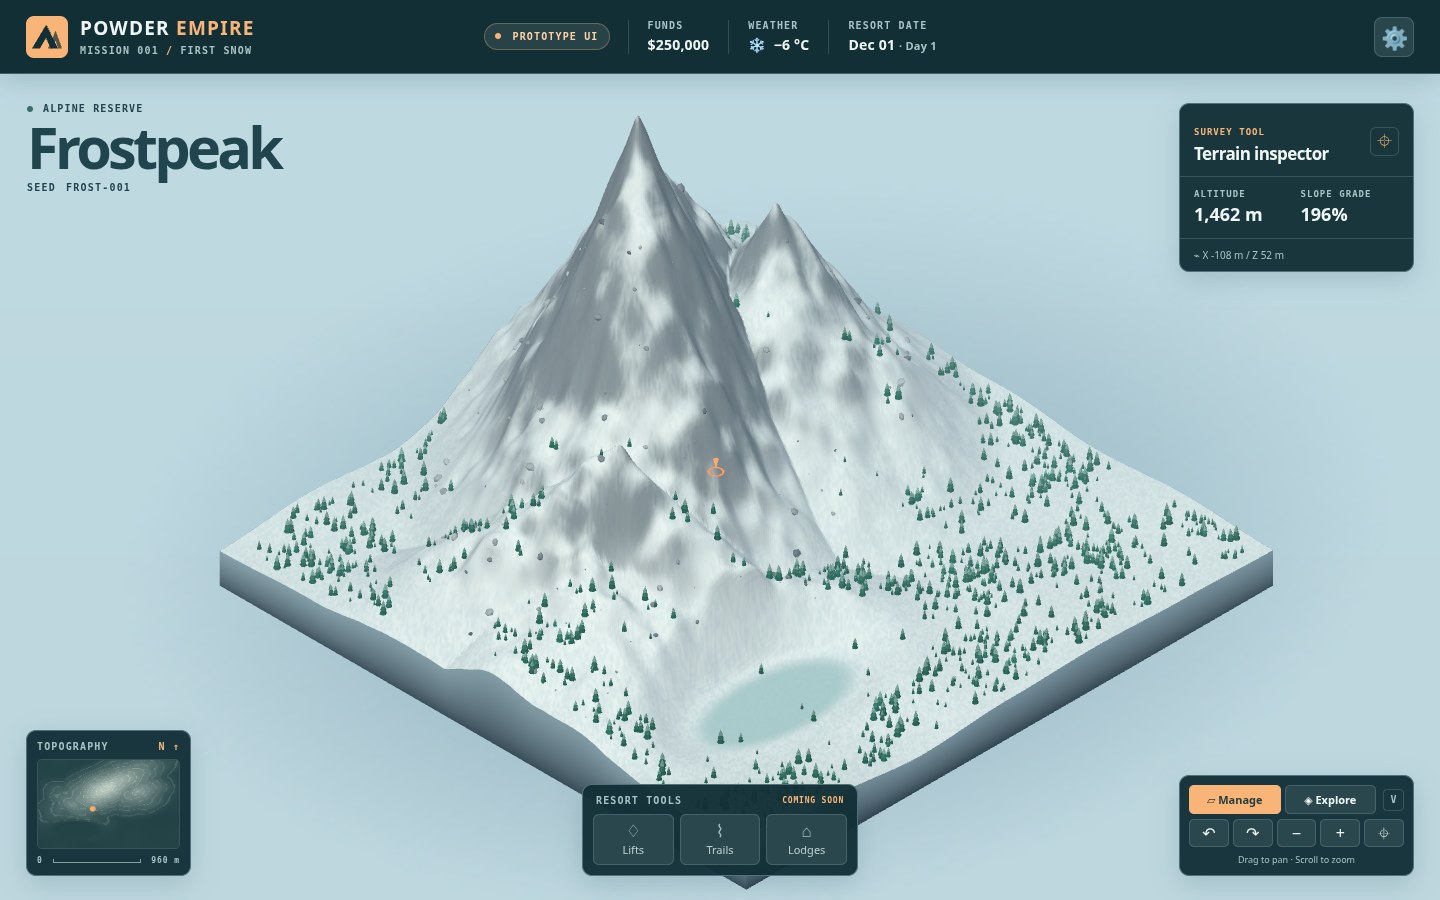 POWDER EMPIRE
MISSION 001 / FIRST SNOW
PROTOTYPE UI
FUNDS
$250,000
WEATHER
−6 °C
RESORT DATE
Dec 01 · Day 1
ALPINE RESERVE
Frostpeak
SEED FROST-001
SURVEY TOOL
Terrain inspector
ALTITUDE
1,462 m
SLOPE GRADE
196%
⌁ X -108 m / Z 52 m
TOPOGRAPHY
N ↑
0
960 m
RESORT TOOLS
COMING SOON
Lifts
Trails
Lodges
Manage
Explore
V
Drag to pan · Scroll to zoom